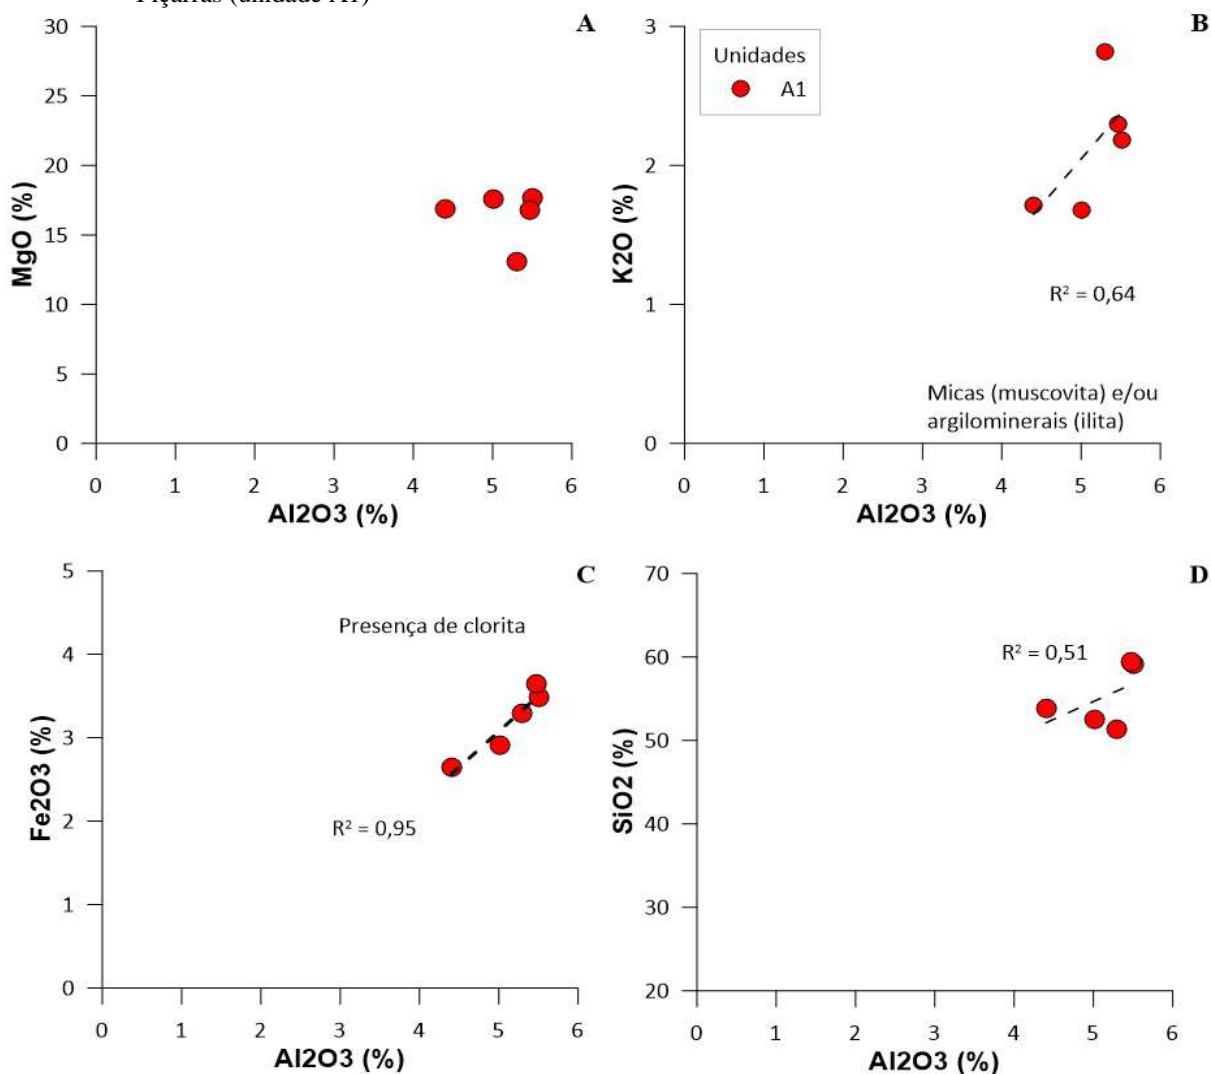 Piçarras (unidade A1)
A
30
25
20
15
10
5
0
MgO (%)
0 1 2 3 4 5 6
Al2O3 (%)
B
3
2
1
0
K2O (%)
Unidades
A1
R² = 0,64
Micas (muscovita) e/ou
argilominerais (ilita)
0 1 2 3 4 5 6
Al2O3 (%)
C
5
4
3
2
1
0
Fe2O3 (%)
Presença de clorita
R² = 0,95
0 1 2 3 4 5 6
Al2O3 (%)
D
70
60
50
40
30
20
SiO2 (%)
R² = 0,51
0 1 2 3 4 5 6
Al2O3 (%)